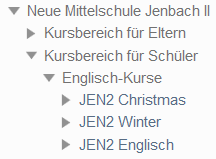 Neue Mittelschule Jenbach II
Kursbereich für Eltern
Kursbereich für Schüler
Englisch-Kurse
JEN2 Christmas
JEN2 Winter
JEN2 Englisch